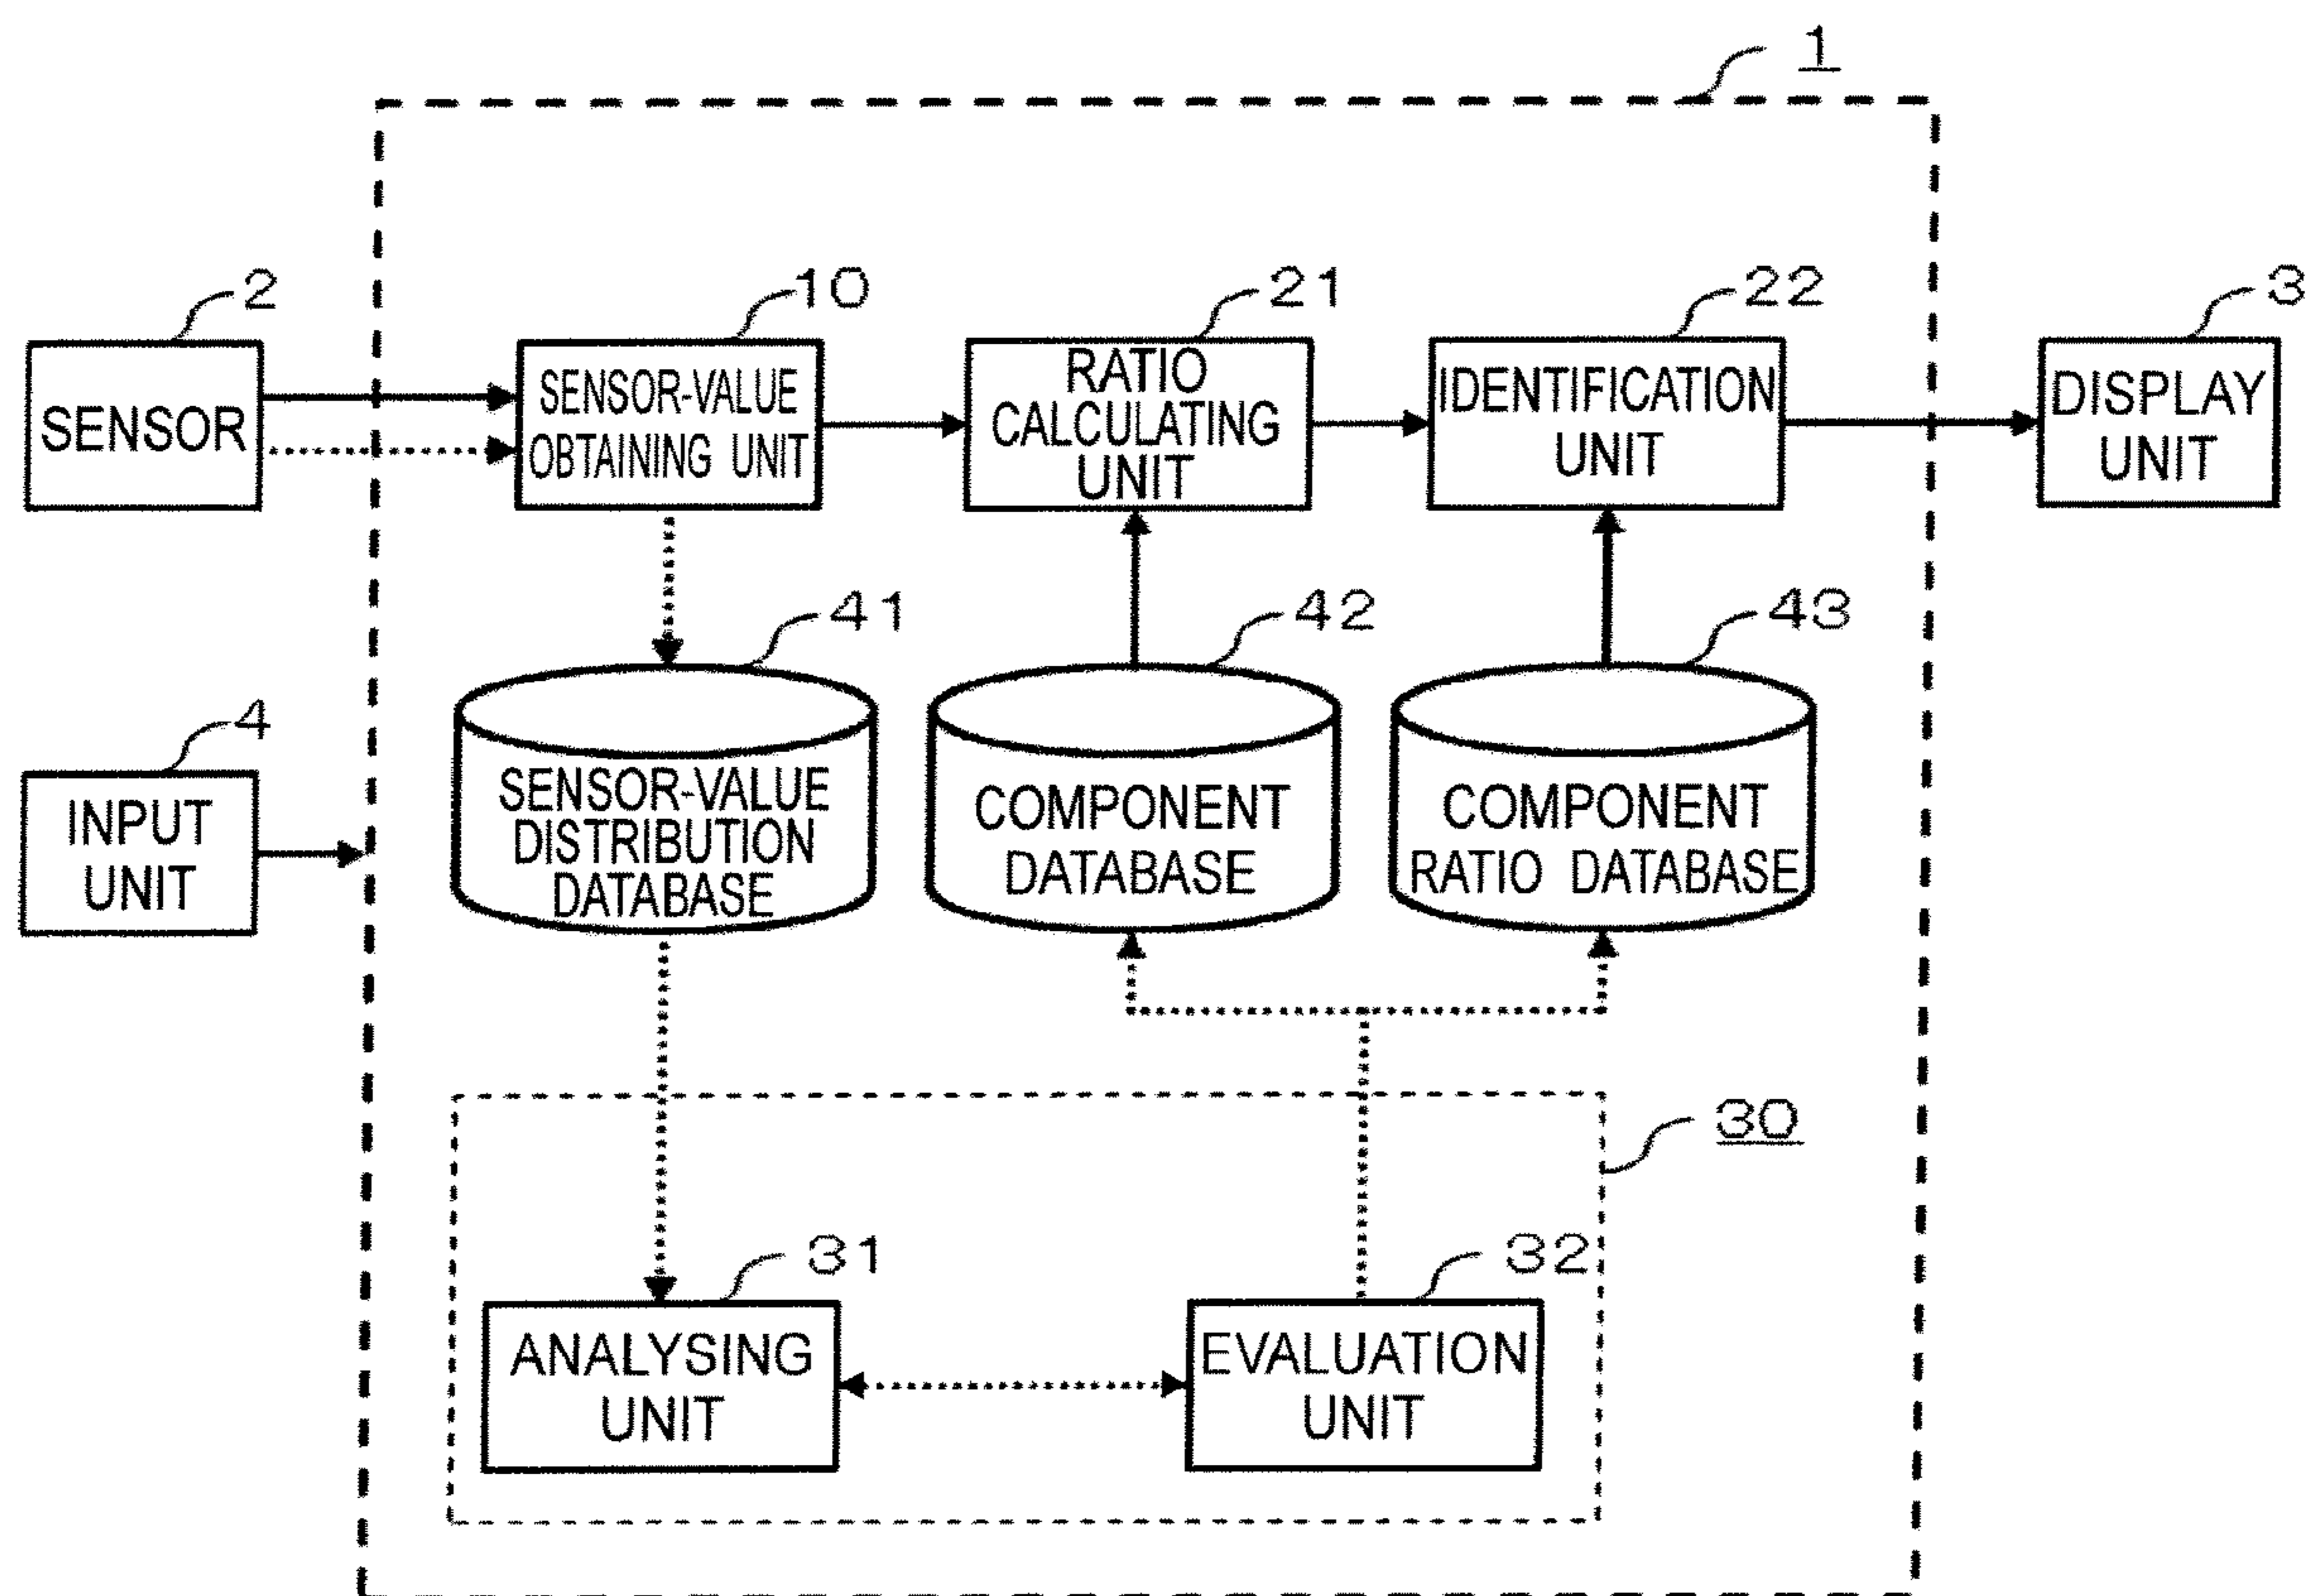 1
2
10
21
22
3
SENSOR
SENSOR-VALUE
OBTAINING UNIT
RATIO
CALCULATING
UNIT
IDENTIFICATION
UNIT
DISPLAY
UNIT
41
42
43
4
INPUT
UNIT
SENSOR-VALUE
DISTRIBUTION
DATABASE
COMPONENT
DATABASE
COMPONENT
RATIO DATABASE
30
31
32
ANALYSING
UNIT
EVALUATION
UNIT